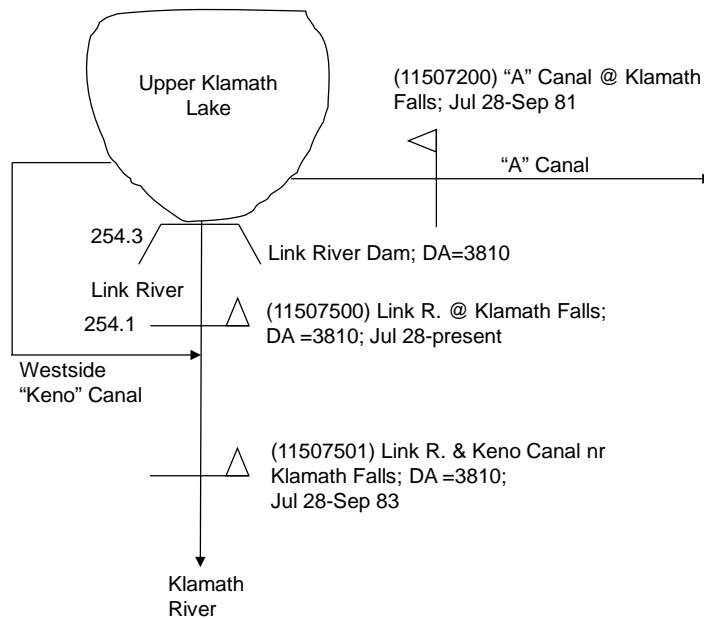 Upper Klamath
Lake
(11507200) “A” Canal @ Klamath
Falls; Jul 28-Sep 81
“A” Canal
254.3
Link River Dam; DA=3810
Link River
254.1
(11507500) Link R. @ Klamath Falls;
DA =3810; Jul 28-present
Westside
“Keno” Canal
(11507501) Link R. & Keno Canal nr
Klamath Falls; DA =3810;
Jul 28-Sep 83
Klamath
River